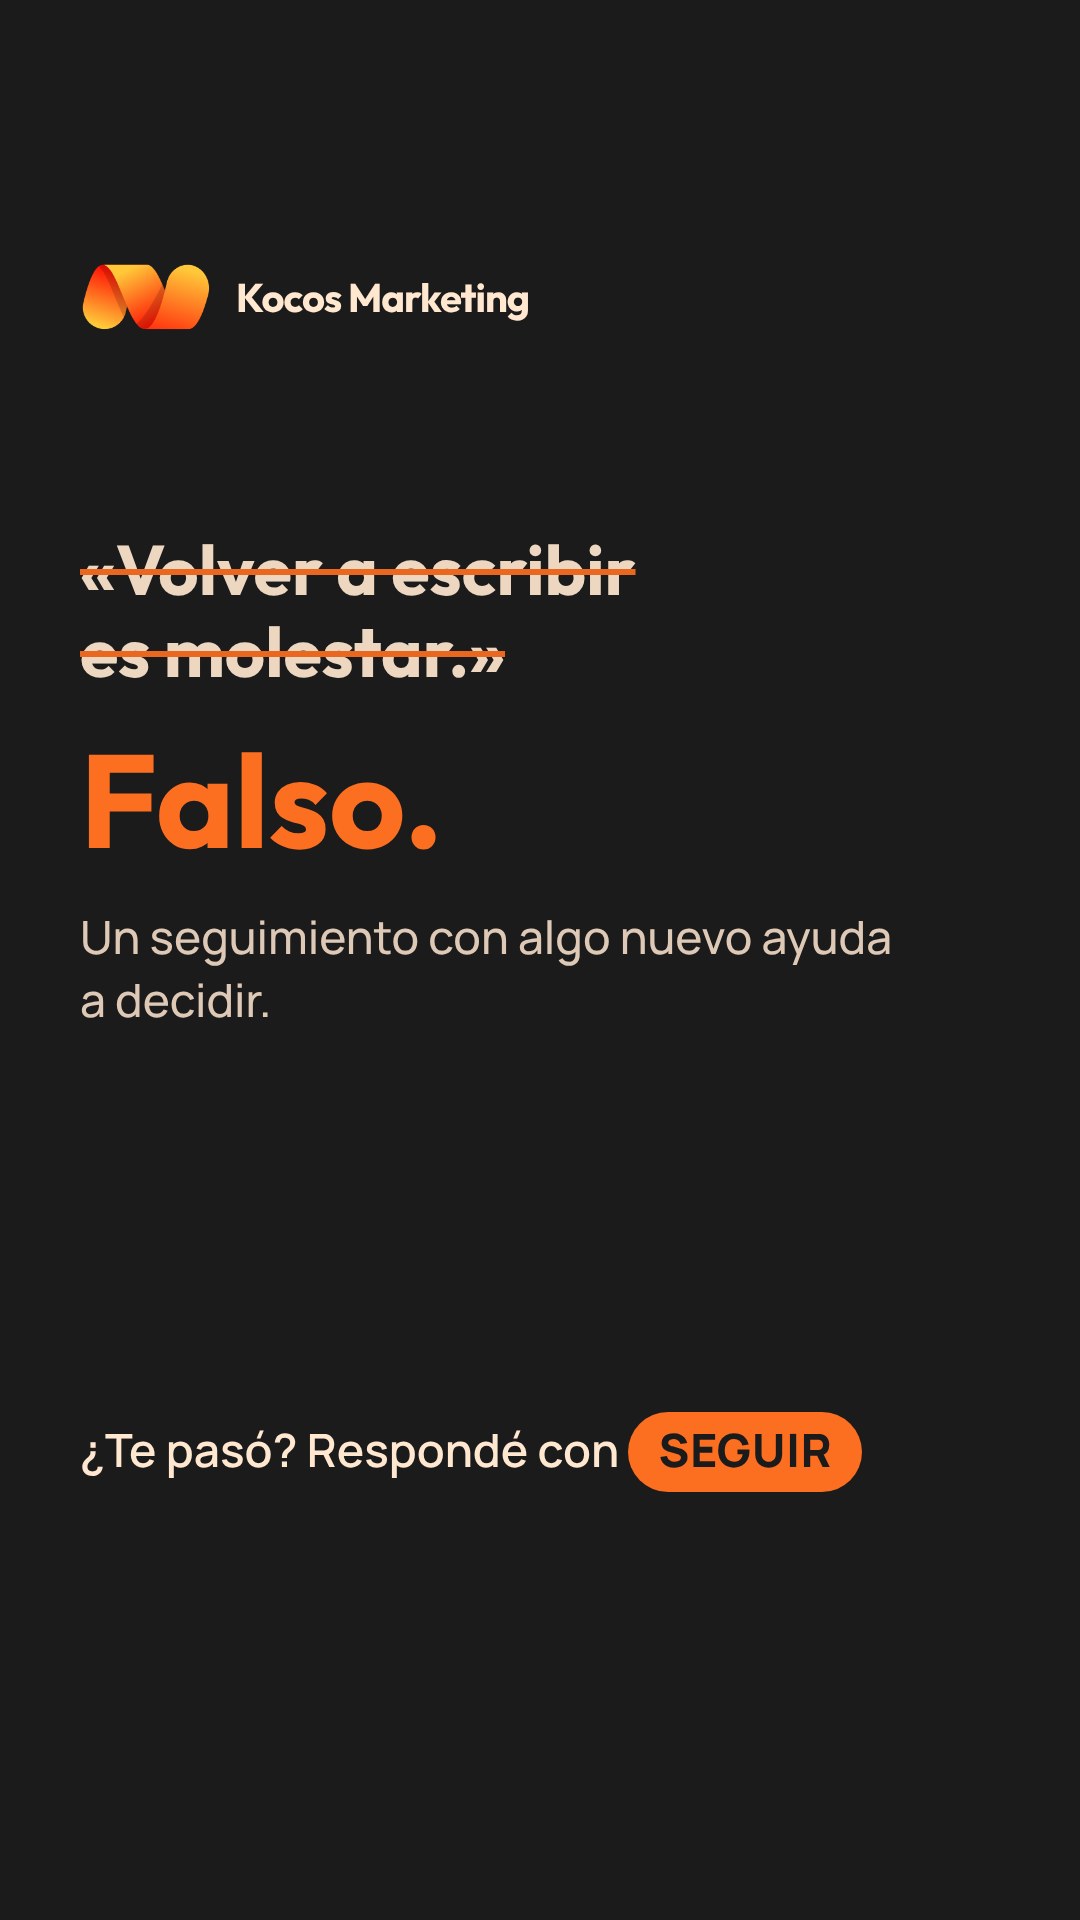 Kocos Marketing
«Volver a escribir
es molestar.»
Falso.
Un seguimiento con algo nuevo ayuda
a decidir.
¿Te pasó? Respondé con SEGUIR